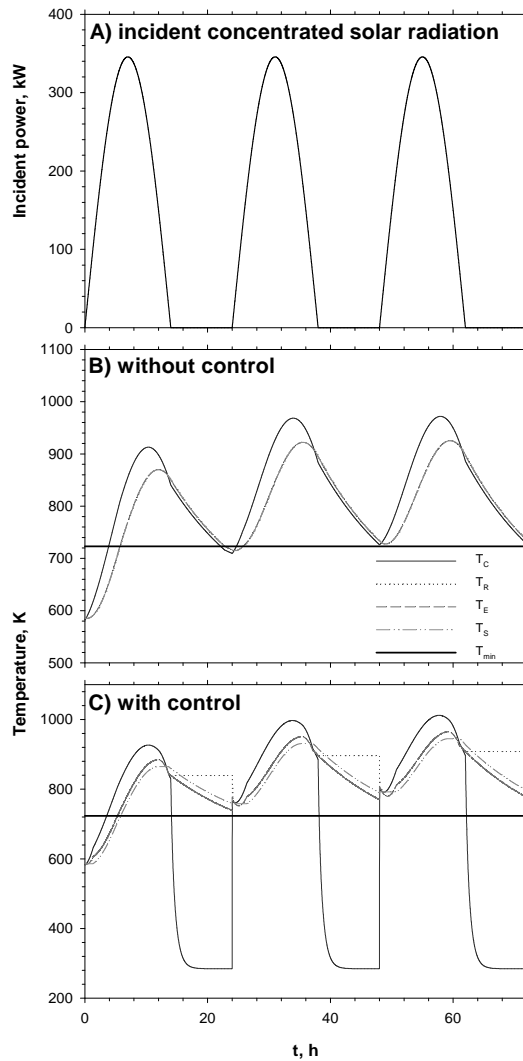 A) incident concentrated solar radiation
Incident power, kW
400
300
200
100
0
B) without control
1100
1000
900
800
700
600
500
T_C
T_R
T_E
T_S
T_min
Temperature, K
C) with control
1000
800
600
400
200
0 20 40 60
t, h